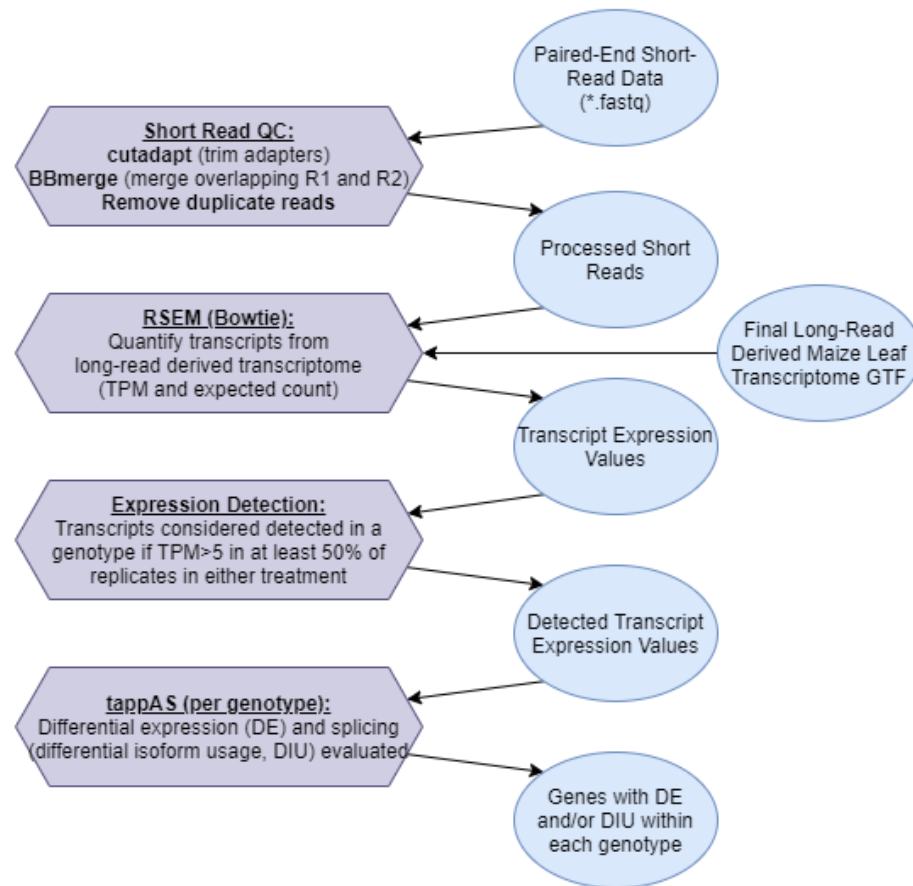 Paired-End Short-
Read Data
(*.fastq)
Short Read QC:
cutadapt (trim adapters)
BBmerge (merge overlapping R1 and R2)
Remove duplicate reads
Processed Short
Reads
RSEM (Bowtie):
Quantify transcripts from
long-read derived transcriptome
(TPM and expected count)
Final Long-Read
Derived Maize Leaf
Transcriptome GTF
Transcript Expression
Values
Expression Detection:
Transcripts considered detected in a
genotype if TPM>5 in at least 50% of
replicates in either treatment
Detected Transcript
Expression Values
tappAS (per genotype):
Differential expression (DE) and splicing
(differential isoform usage, DIU) evaluated
Genes with DE
and/or DIU within
each genotype